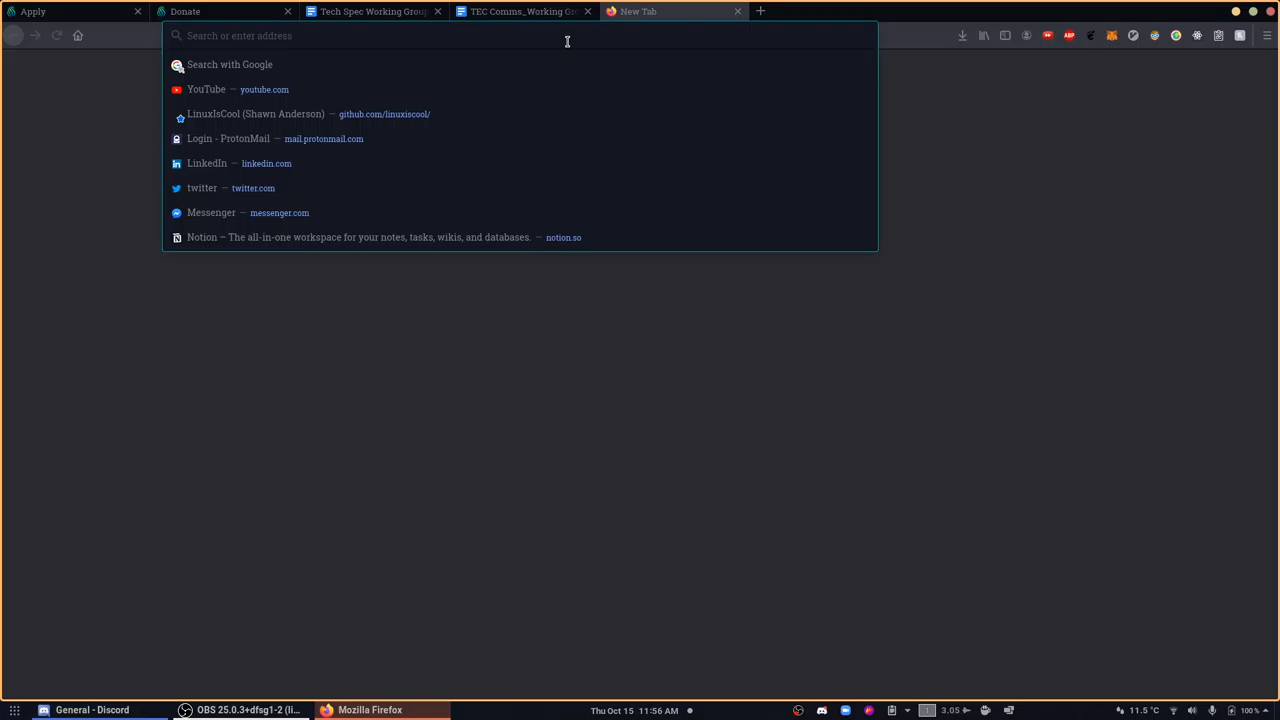 Apply
Donate
Tech Spec Working Group
TEC Comms_Working Gr
New Tab
Search or enter address
Search with Google
YouTube — youtube.com
LinuxIsCool (Shawn Anderson) — github.com/linuxiscool/
Login - ProtonMail — mail.protonmail.com
LinkedIn — linkedin.com
twitter — twitter.com
Messenger — messenger.com
Notion – The all-in-one workspace for your notes, tasks, wikis, and databases. — notion.so
General - Discord
OBS 25.0.3+dfsg1-2 (li...
Mozilla Firefox
Thu Oct 15 11:56 AM
1
3.05
11.5 °C
100%